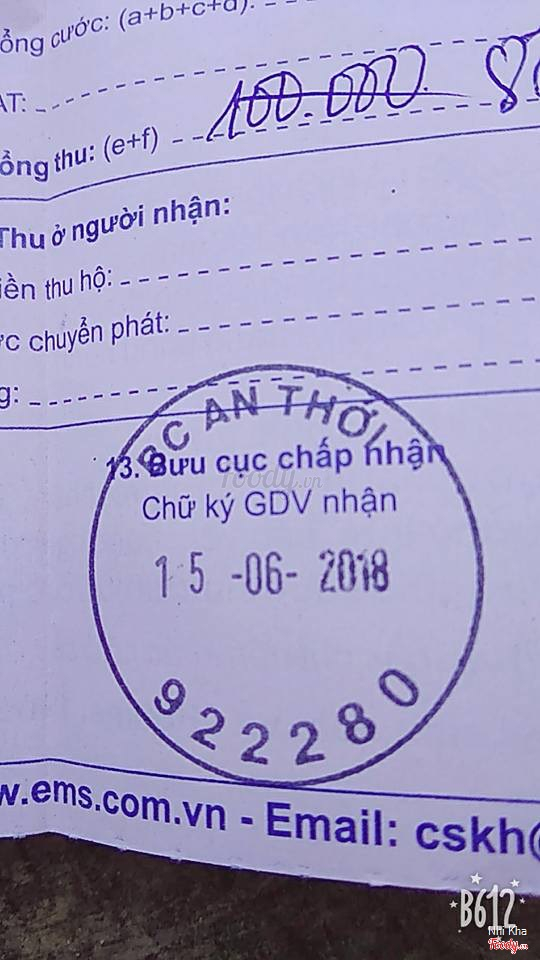 ổng cước: (a+b+c+d):
AT:
100.000
ổng thu: (e+f)
Thu ở người nhận:
iền thu hộ:
ớc chuyển phát:
g:
BC AN THỚI
13. Bưu cục chấp nhận
foody.vn
Chữ ký GDV nhận
15 -06- 2018
922280
w.ems.com.vn - Email: cskh@
B612
Nhi Kha
Foody.vn